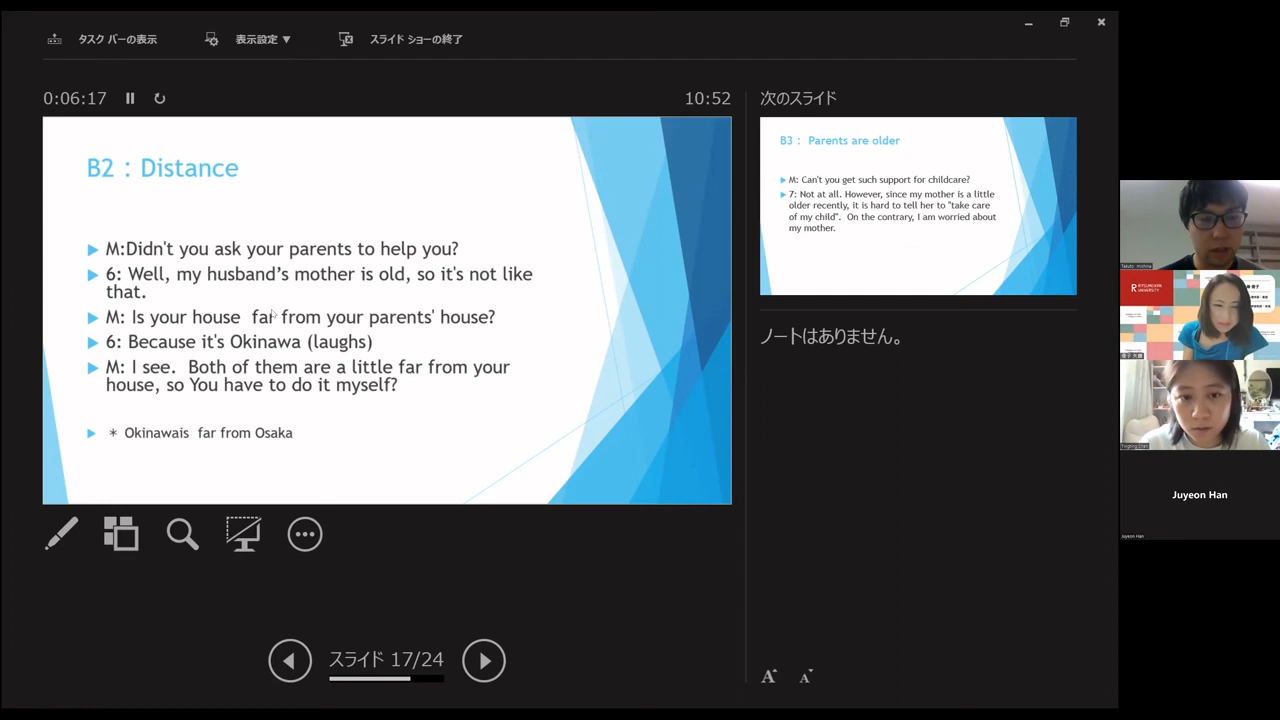 タスク バーの表示
表示設定 ▼
スライド ショーの終了
0:06:17
10:52
次のスライド
B2：Distance
M:Didn't you ask your parents to help you?
6: Well, my husband's mother is old, so it's not like
that.
M: Is your house far from your parents' house?
6: Because it's Okinawa (laughs)
M: I see. Both of them are a little far from your
house, so You have to do it myself?
＊ Okinawais far from Osaka
B3： Parents are older
M: Can't you get such support for childcare?
7: Not at all. However, since my mother is a little
older recently, it is hard to tell her to "take care
of my child". On the contrary, I am worried about
my mother.
ノートはありません。
スライド 17/24
A A
RITSUMEIKAN
UNIVERSITY
Juyeon Han
Juyeon Han